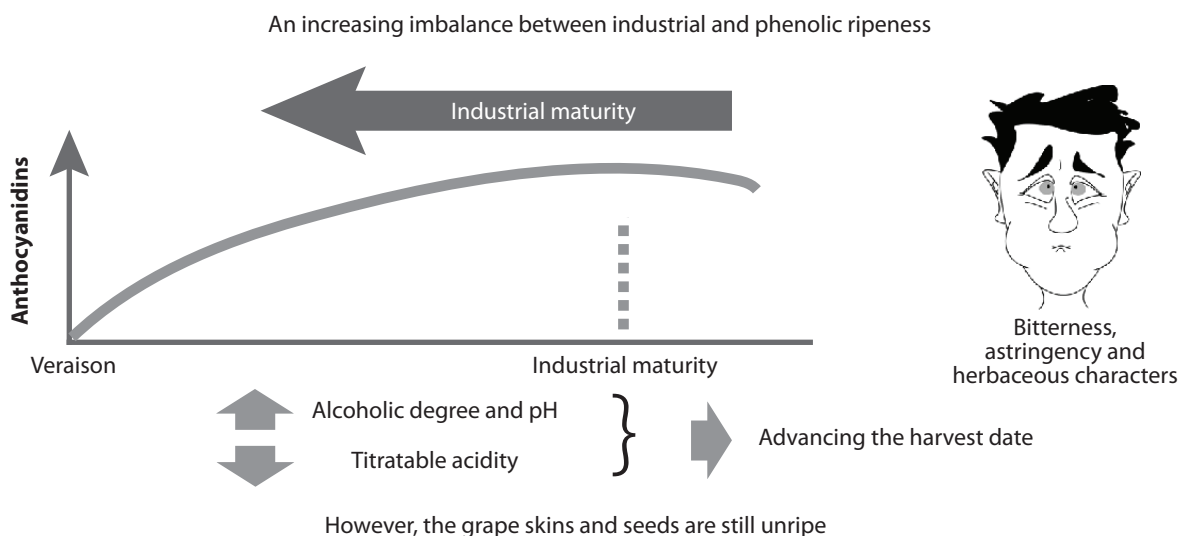 An increasing imbalance between industrial and phenolic ripeness
Industrial maturity
Anthocyanidins
Veraison
Industrial maturity
Bitterness,
astringency and
herbaceous characters
Alcoholic degree and pH
Titratable acidity
Advancing the harvest date
However, the grape skins and seeds are still unripe